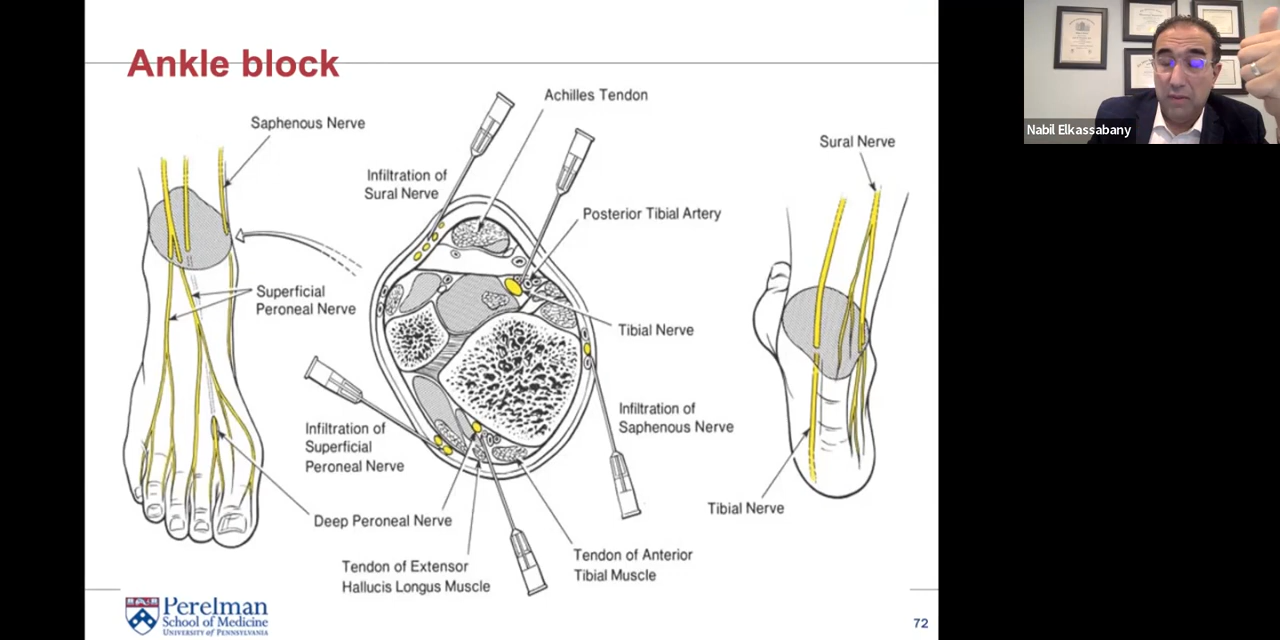 Ankle block
Achilles Tendon
Saphenous Nerve
Infiltration of
Sural Nerve
Posterior Tibial Artery
Superficial
Peroneal Nerve
Tibial Nerve
Infiltration of
Saphenous Nerve
Infiltration of
Superficial
Peroneal Nerve
Deep Peroneal Nerve
Tendon of Extensor
Hallucis Longus Muscle
Tendon of Anterior
Tibial Muscle
Sural Nerve
Tibial Nerve
Perelman
School of Medicine
University of Pennsylvania
72
Nabil Elkassabany